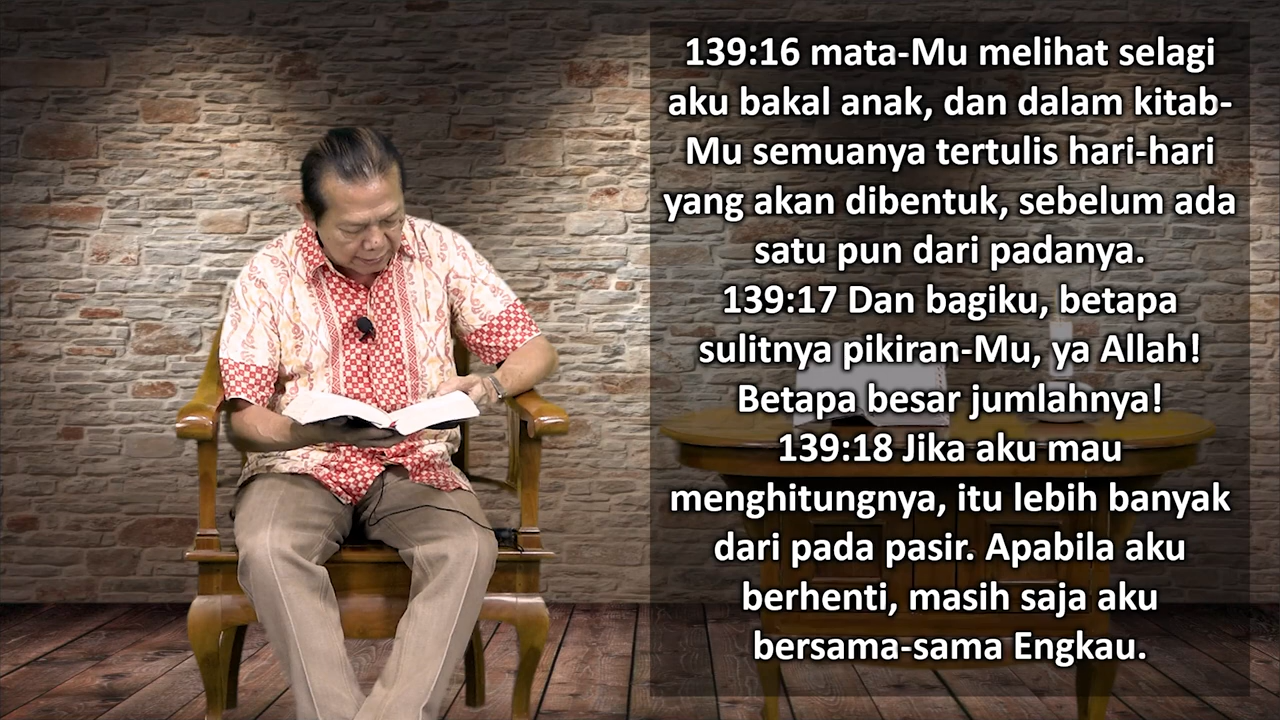 139:16 mata-Mu melihat selagi
aku bakal anak, dan dalam kitab-
Mu semuanya tertulis hari-hari
yang akan dibentuk, sebelum ada
satu pun dari padanya.
139:17 Dan bagiku, betapa
sulitnya pikiran-Mu, ya Allah!
Betapa besar jumlahnya!
139:18 Jika aku mau
menghitungnya, itu lebih banyak
dari pada pasir. Apabila aku
berhenti, masih saja aku
bersama-sama Engkau.